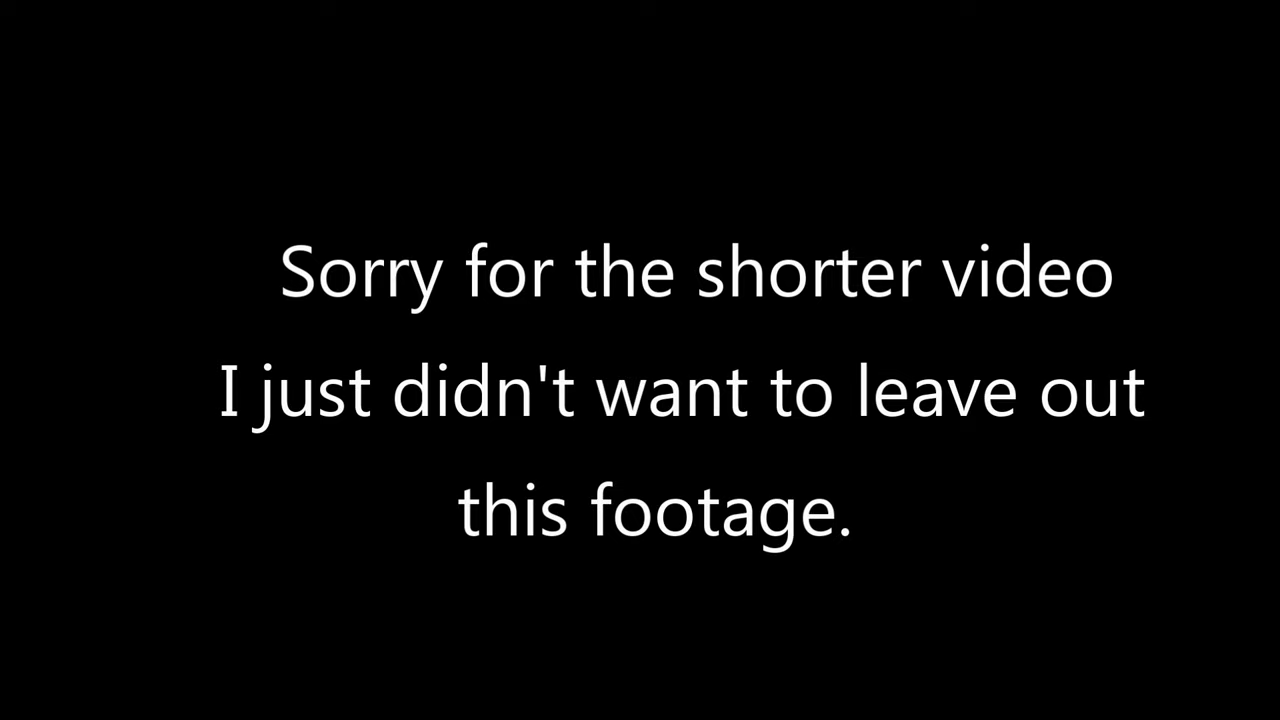 Sorry for the shorter video
I just didn't want to leave out
this footage.